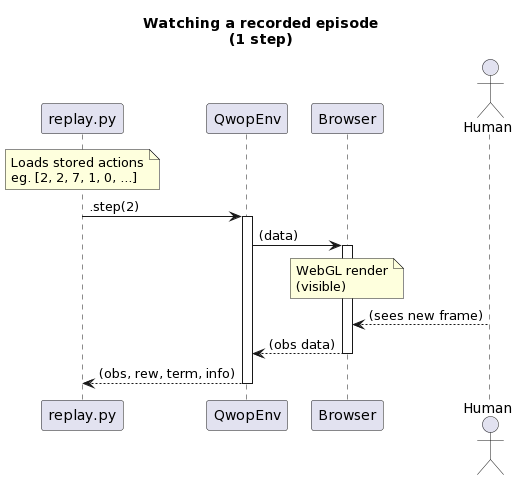 Watching a recorded episode
(1 step)
replay.py
QwopEnv
Browser
Human
Loads stored actions
eg. [2, 2, 7, 1, 0, ...]
.step(2)
(data)
WebGL render
(visible)
(sees new frame)
(obs data)
(obs, rew, term, info)
replay.py
QwopEnv
Browser
Human